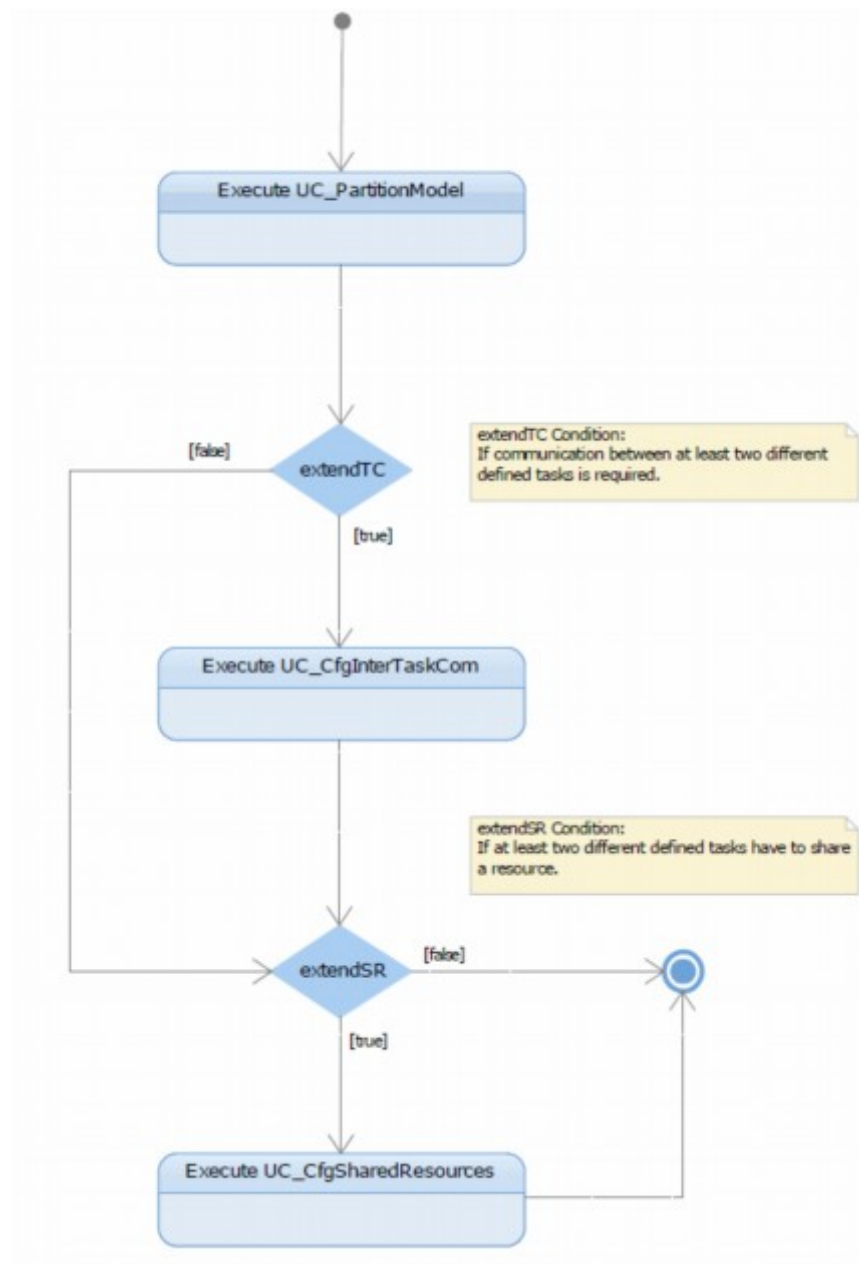 Execute UC_PartitionModel
[false]
extendTC
extendTC Condition:
If communication between at least two different
defined tasks is required.
[true]
Execute UC_CfgInterTaskCom
extendSR Condition:
If at least two different defined tasks have to share
a resource.
extendSR
[false]
[true]
Execute UC_CfgSharedResources